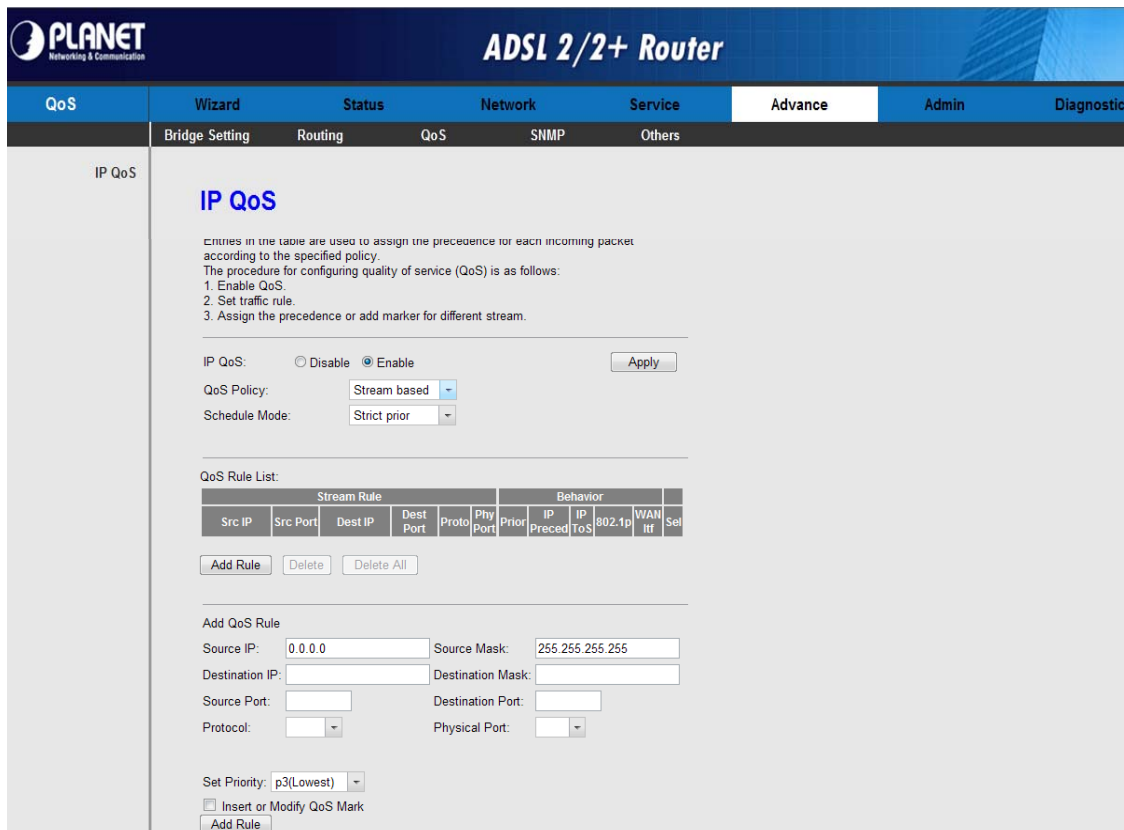 PLANET
Networking & Communication
ADSL 2/2+ Router
QoS Wizard Status Network Service Advance Admin Diagnostic
Bridge Setting Routing QoS SNMP Others
IP QoS
IP QoS
Entries in the table are used to assign the precedence for each incoming packet
according to the specified policy.
The procedure for configuring quality of service (QoS) is as follows:
1. Enable QoS.
2. Set traffic rule.
3. Assign the precedence or add marker for different stream.
IP QoS: Disable Enable Apply
QoS Policy: Stream based
Schedule Mode: Strict prior
QoS Rule List:
Stream Rule Behavior
Src IP Src Port Dest IP Dest Port Proto Phy Port Prior IP Preced IP ToS 802.1p WAN Itf Sel
Add Rule Delete Delete All
Add QoS Rule
Source IP: 0.0.0.0 Source Mask: 255.255.255.255
Destination IP: Destination Mask:
Source Port: Destination Port:
Protocol: Physical Port:
Set Priority: p3(Lowest)
Insert or Modify QoS Mark
Add Rule